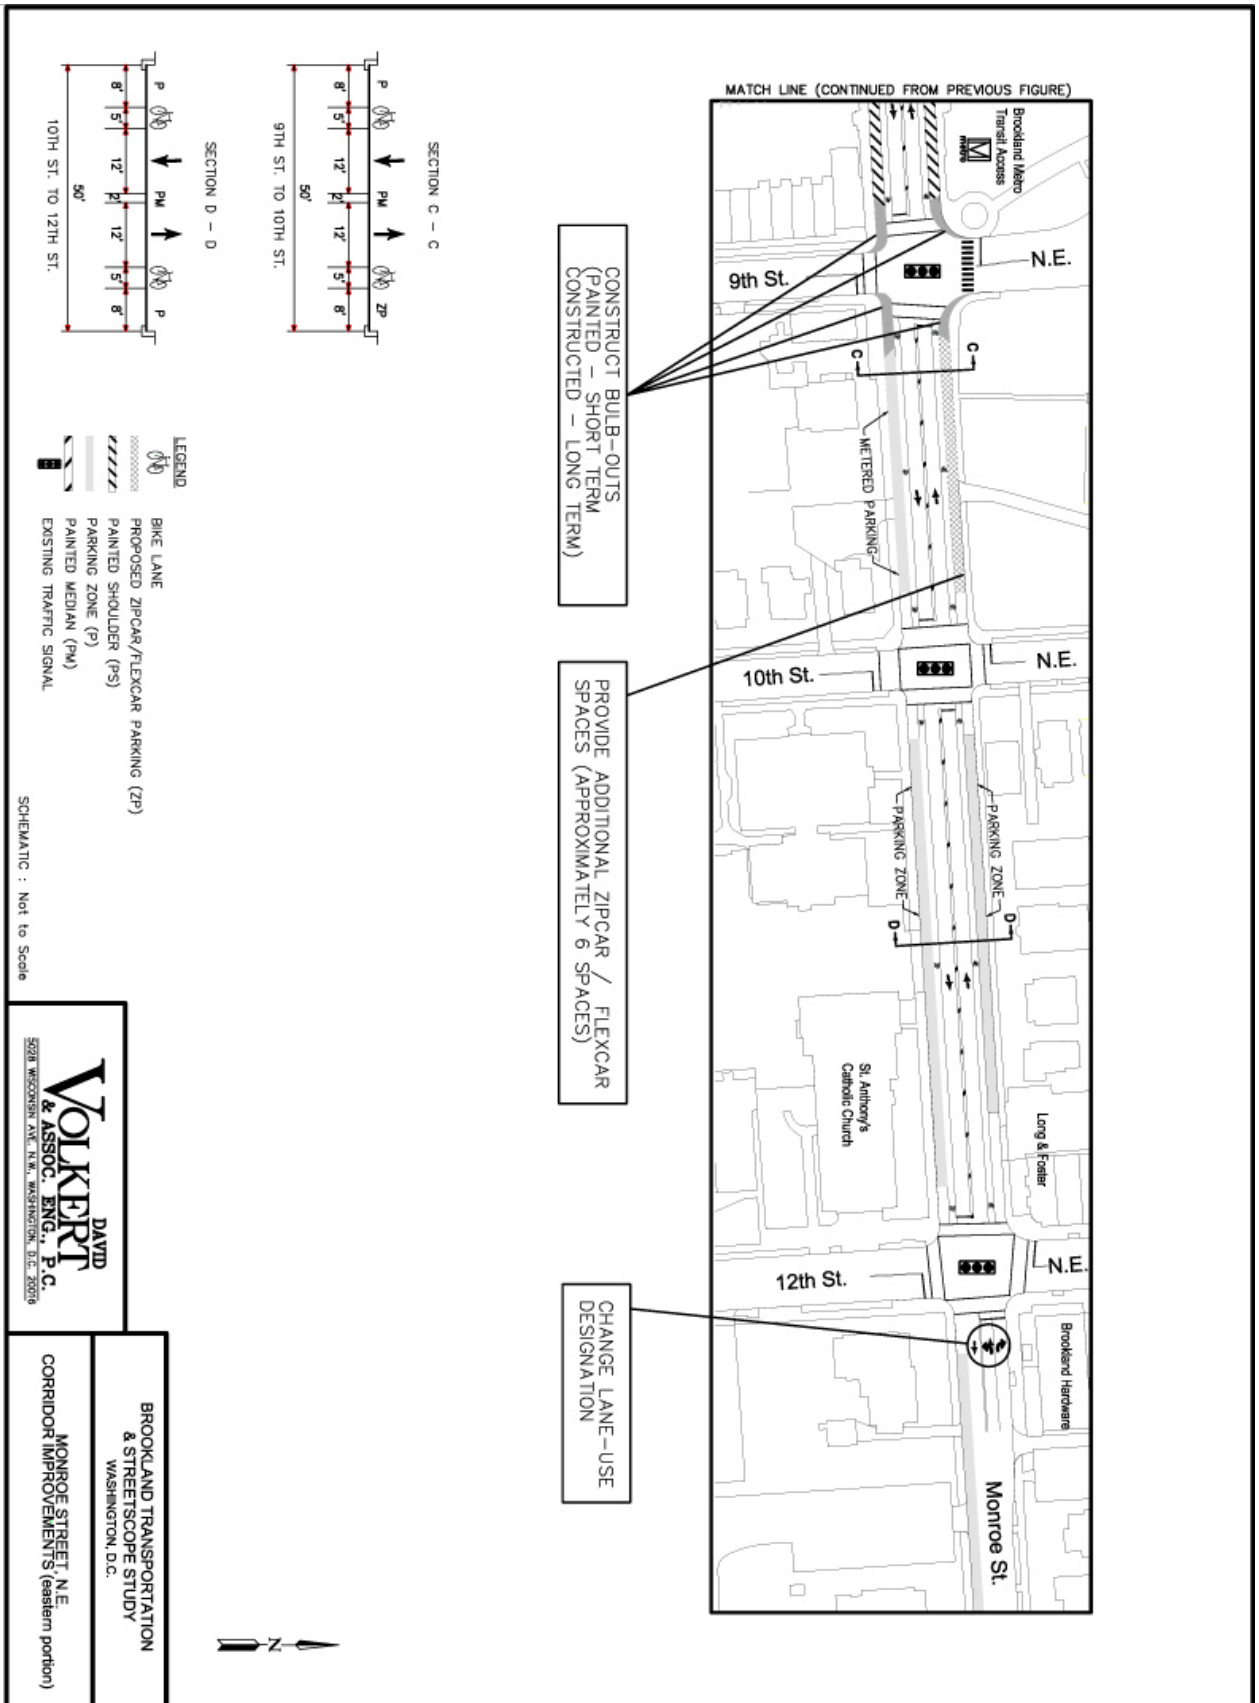 MATCH LINE (CONTINUED FROM PREVIOUS FIGURE)
Brookland Metro
Transit Access
M
metro
N.E.
9th St.
C
C
METERED PARKING
N.E.
10th St.
PARKING ZONE
PARKING ZONE
D
D
St. Anthony's
Catholic Church
Long & Foster
N.E.
12th St.
Brookland Hardware
Monroe St.
CONSTRUCT BULB-OUTS
(PAINTED - SHORT TERM
CONSTRUCTED - LONG TERM)
PROVIDE ADDITIONAL ZIPCAR / FLEXCAR
SPACES (APPROXIMATELY 6 SPACES)
CHANGE LANE-USE
DESIGNATION
SECTION C - C
P PM ZP
8' 5' 12' 2' 12' 5' 8'
50'
9TH ST. TO 10TH ST.
SECTION D - D
P PM P
8' 5' 12' 2' 12' 5' 8'
50'
10TH ST. TO 12TH ST.
LEGEND
BIKE LANE
PROPOSED ZIPCAR/FLEXCAR PARKING (ZP)
PAINTED SHOULDER (PS)
PARKING ZONE (P)
PAINTED MEDIAN (PM)
EXISTING TRAFFIC SIGNAL
SCHEMATIC : Not to Scale
N
DAVID
VOLKERT
& ASSOC. ENG., P.C.
5028 WISCONSIN AVE. N.W., WASHINGTON, D.C. 20016
BROOKLAND TRANSPORTATION
& STREETSCOPE STUDY
WASHINGTON, D.C.
MONROE STREET, N.E.
CORRIDOR IMPROVEMENTS (eastern portion)